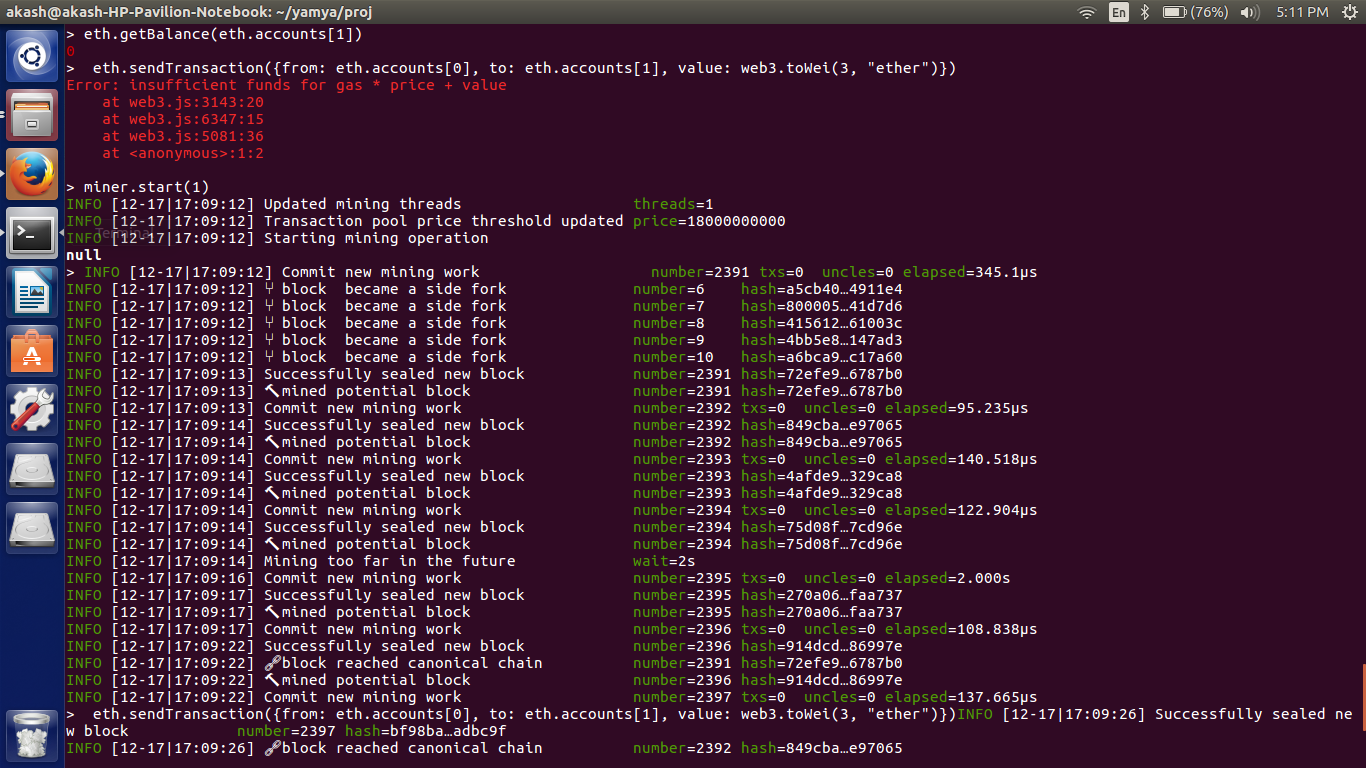 akash@akash-HP-Pavilion-Notebook: ~/yamya/proj En (76%) 5:11 PM
> eth.getBalance(eth.accounts[1])
0
>  eth.sendTransaction({from: eth.accounts[0], to: eth.accounts[1], value: web3.toWei(3, "ether")})
Error: insufficient funds for gas * price + value
    at web3.js:3143:20
    at web3.js:6347:15
    at web3.js:5081:36
    at <anonymous>:1:2
> miner.start(1)
INFO [12-17|17:09:12] Updated mining threads threads=1
INFO [12-17|17:09:12] Transaction pool price threshold updated price=18000000000
INFO [12-17|17:09:12] Starting mining operation
Terminal
null
> INFO [12-17|17:09:12] Commit new mining work number=2391 txs=0 uncles=0 elapsed=345.1µs
INFO [12-17|17:09:12] ⑂ block  became a side fork number=6 hash=a5cb40…4911e4
INFO [12-17|17:09:12] ⑂ block  became a side fork number=7 hash=800005…41d7d6
INFO [12-17|17:09:12] ⑂ block  became a side fork number=8 hash=415612…61003c
INFO [12-17|17:09:12] ⑂ block  became a side fork number=9 hash=4bb5e8…147ad3
INFO [12-17|17:09:12] ⑂ block  became a side fork number=10 hash=a6bca9…c17a60
INFO [12-17|17:09:13] Successfully sealed new block number=2391 hash=72efe9…6787b0
INFO [12-17|17:09:13] 🔨mined potential block number=2391 hash=72efe9…6787b0
INFO [12-17|17:09:13] Commit new mining work number=2392 txs=0 uncles=0 elapsed=95.235µs
INFO [12-17|17:09:14] Successfully sealed new block number=2392 hash=849cba…e97065
INFO [12-17|17:09:14] 🔨mined potential block number=2392 hash=849cba…e97065
INFO [12-17|17:09:14] Commit new mining work number=2393 txs=0 uncles=0 elapsed=140.518µs
INFO [12-17|17:09:14] Successfully sealed new block number=2393 hash=4afde9…329ca8
INFO [12-17|17:09:14] 🔨mined potential block number=2393 hash=4afde9…329ca8
INFO [12-17|17:09:14] Commit new mining work number=2394 txs=0 uncles=0 elapsed=122.904µs
INFO [12-17|17:09:14] Successfully sealed new block number=2394 hash=75d08f…7cd96e
INFO [12-17|17:09:14] 🔨mined potential block number=2394 hash=75d08f…7cd96e
INFO [12-17|17:09:14] Mining too far in the future wait=2s
INFO [12-17|17:09:16] Commit new mining work number=2395 txs=0 uncles=0 elapsed=2.000s
INFO [12-17|17:09:17] Successfully sealed new block number=2395 hash=270a06…faa737
INFO [12-17|17:09:17] 🔨mined potential block number=2395 hash=270a06…faa737
INFO [12-17|17:09:17] Commit new mining work number=2396 txs=0 uncles=0 elapsed=108.838µs
INFO [12-17|17:09:22] Successfully sealed new block number=2396 hash=914dcd…86997e
INFO [12-17|17:09:22] 🔗block reached canonical chain number=2391 hash=72efe9…6787b0
INFO [12-17|17:09:22] 🔨mined potential block number=2396 hash=914dcd…86997e
INFO [12-17|17:09:22] Commit new mining work number=2397 txs=0 uncles=0 elapsed=137.665µs
>  eth.sendTransaction({from: eth.accounts[0], to: eth.accounts[1], value: web3.toWei(3, "ether")})INFO [12-17|17:09:26] Successfully sealed ne
w block number=2397 hash=bf98ba…adbc9f
INFO [12-17|17:09:26] 🔗block reached canonical chain number=2392 hash=849cba…e97065